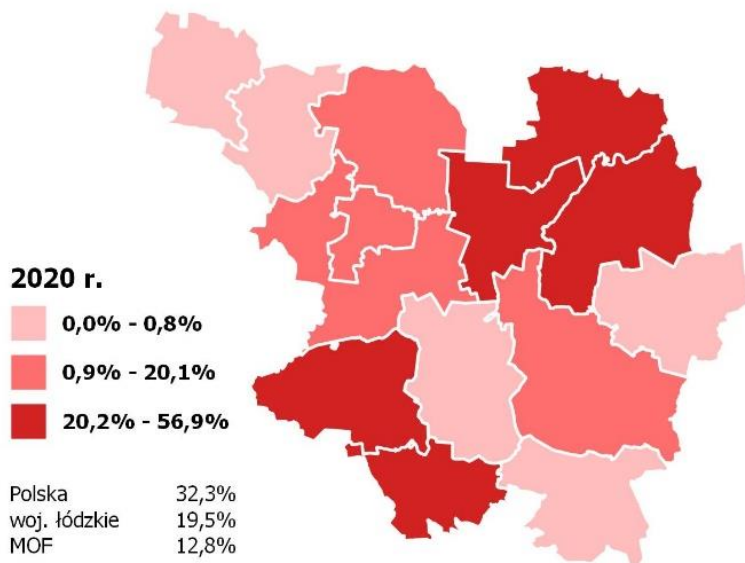 2020 r.
0,0% - 0,8%
0,9% - 20,1%
20,2% - 56,9%
Polska 32,3%
woj. łódzkie 19,5%
MOF 12,8%